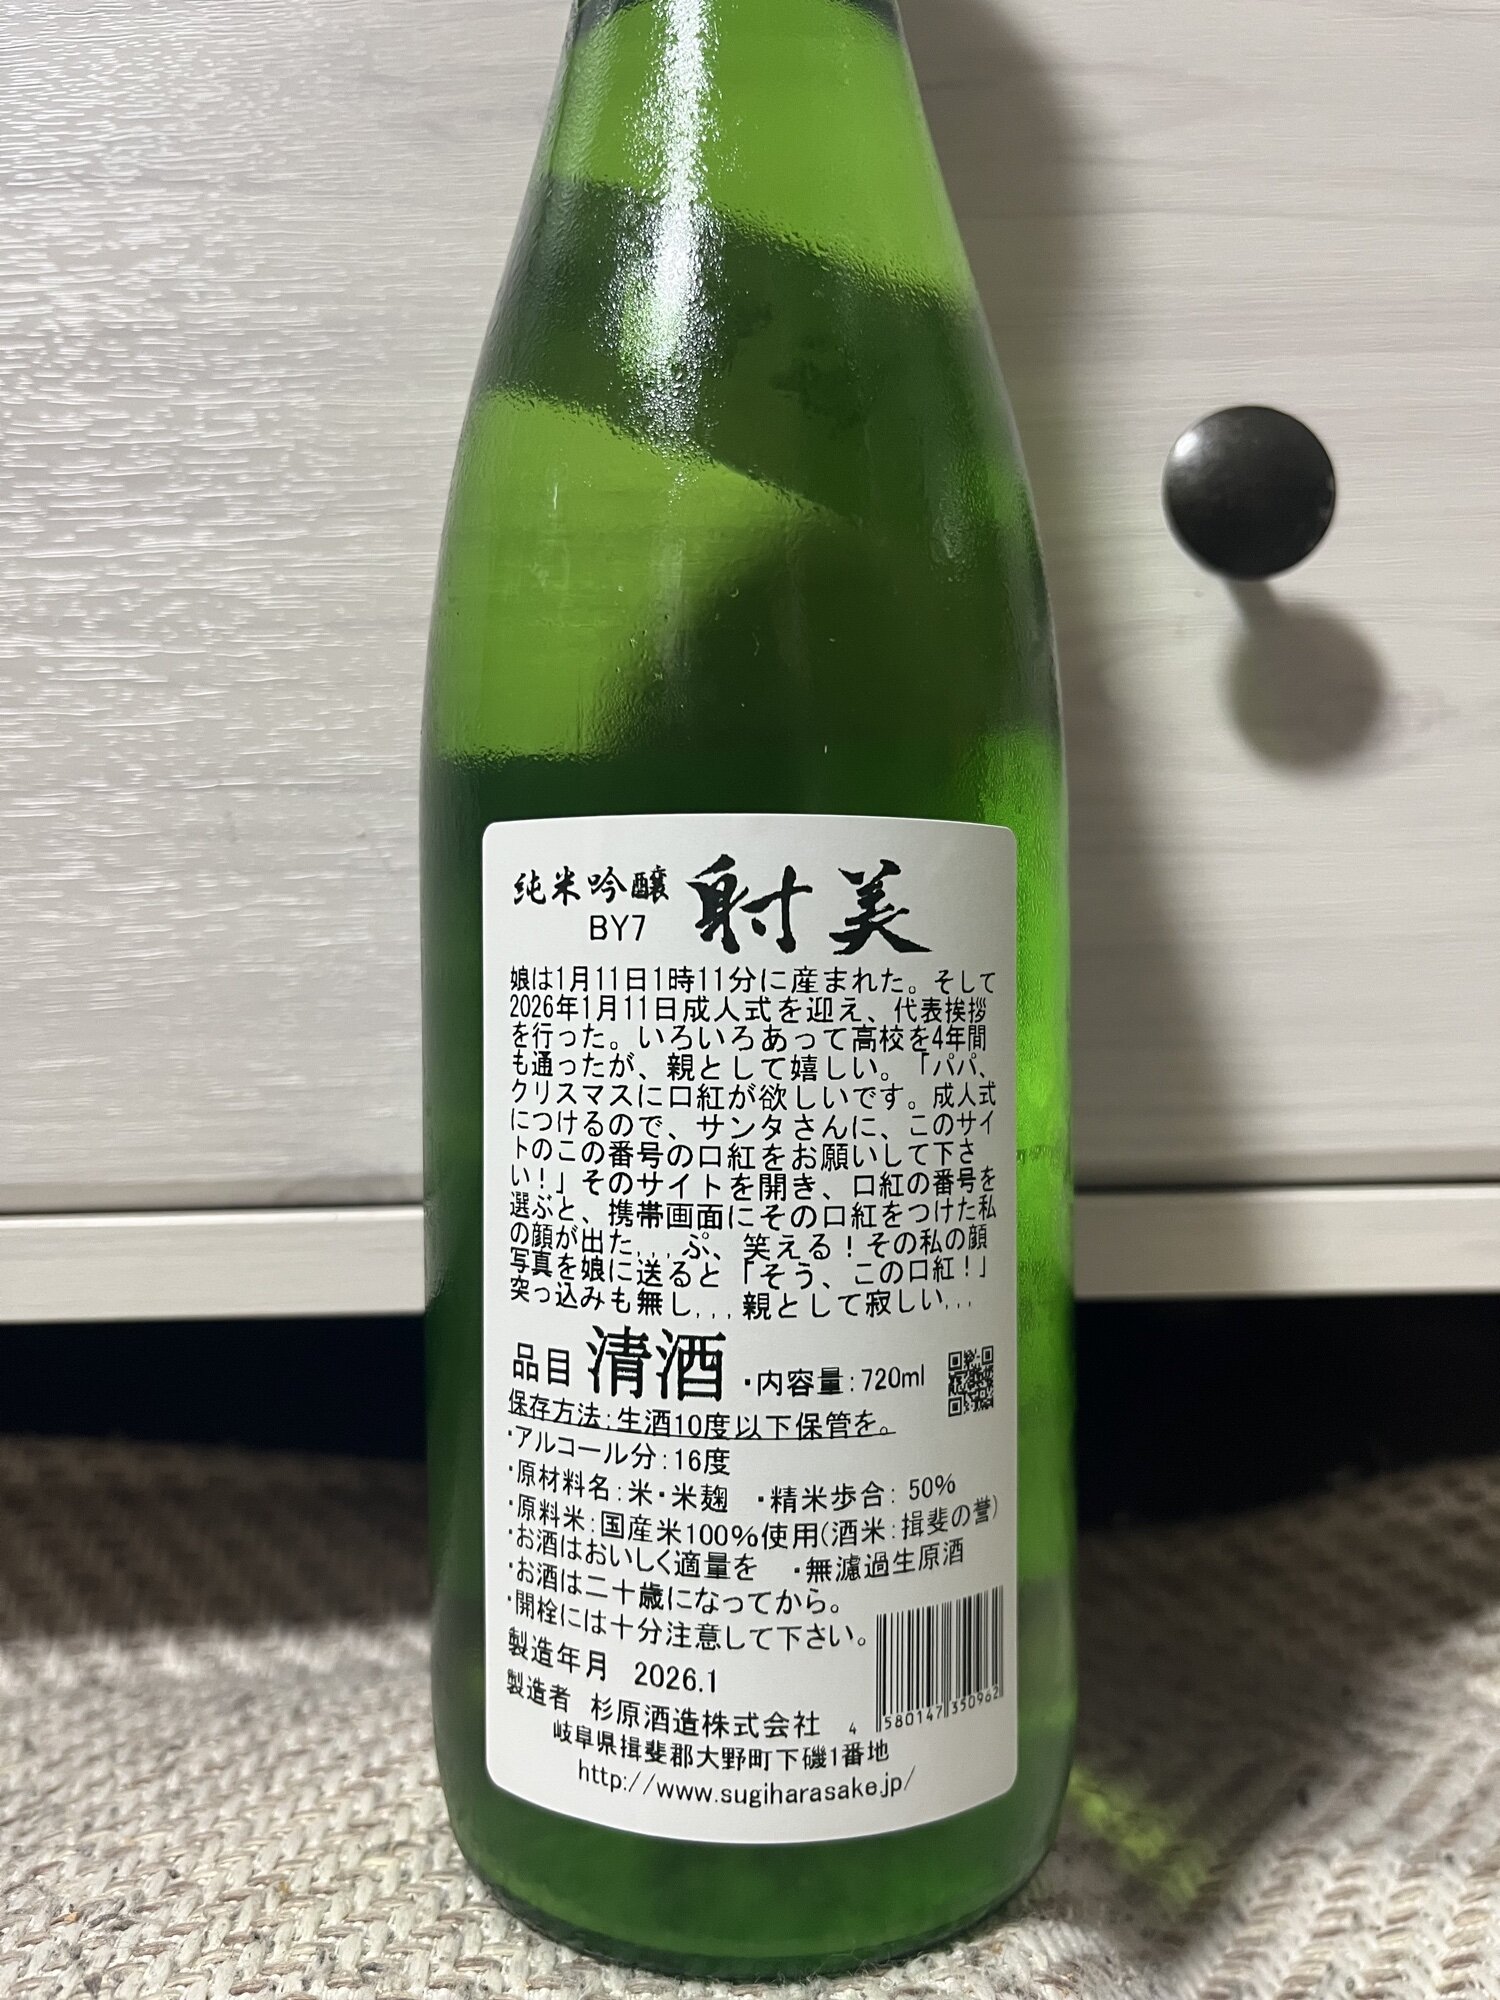 純米吟醸 射美
BY7
娘は1月11日1時11分に産まれた。そして
2026年1月11日成人式を迎え、代表挨拶
を行った。いろいろあって高校を4年間
も通ったが、親として嬉しい。「パパ、
クリスマスに口紅が欲しいです。成人式
につけるので、サンタさんに、このサイ
トのこの番号の口紅をお願いして下さ
い！」そのサイトを開き、口紅の番号を
選ぶと、携帯画面にその口紅をつけた私
の顔が出た...ぷ、笑える！その私の顔
写真を娘に送ると「そう、この口紅！」
突っ込みも無し...親として寂しい...
品目 清酒 ・内容量:720ml
保存方法:生酒10度以下保管を。
・アルコール分:16度
・原材料名:米・米麹 ・精米歩合: 50%
・原料米:国産米100%使用(酒米:揖斐の誉)
・お酒はおいしく適量を ・無濾過生原酒
・お酒は二十歳になってから。
・開栓には十分注意して下さい。
製造年月 2026.1
製造者 杉原酒造株式会社
4 580147 350962
岐阜県揖斐郡大野町下磯1番地
http://www.sugiharasake.jp/